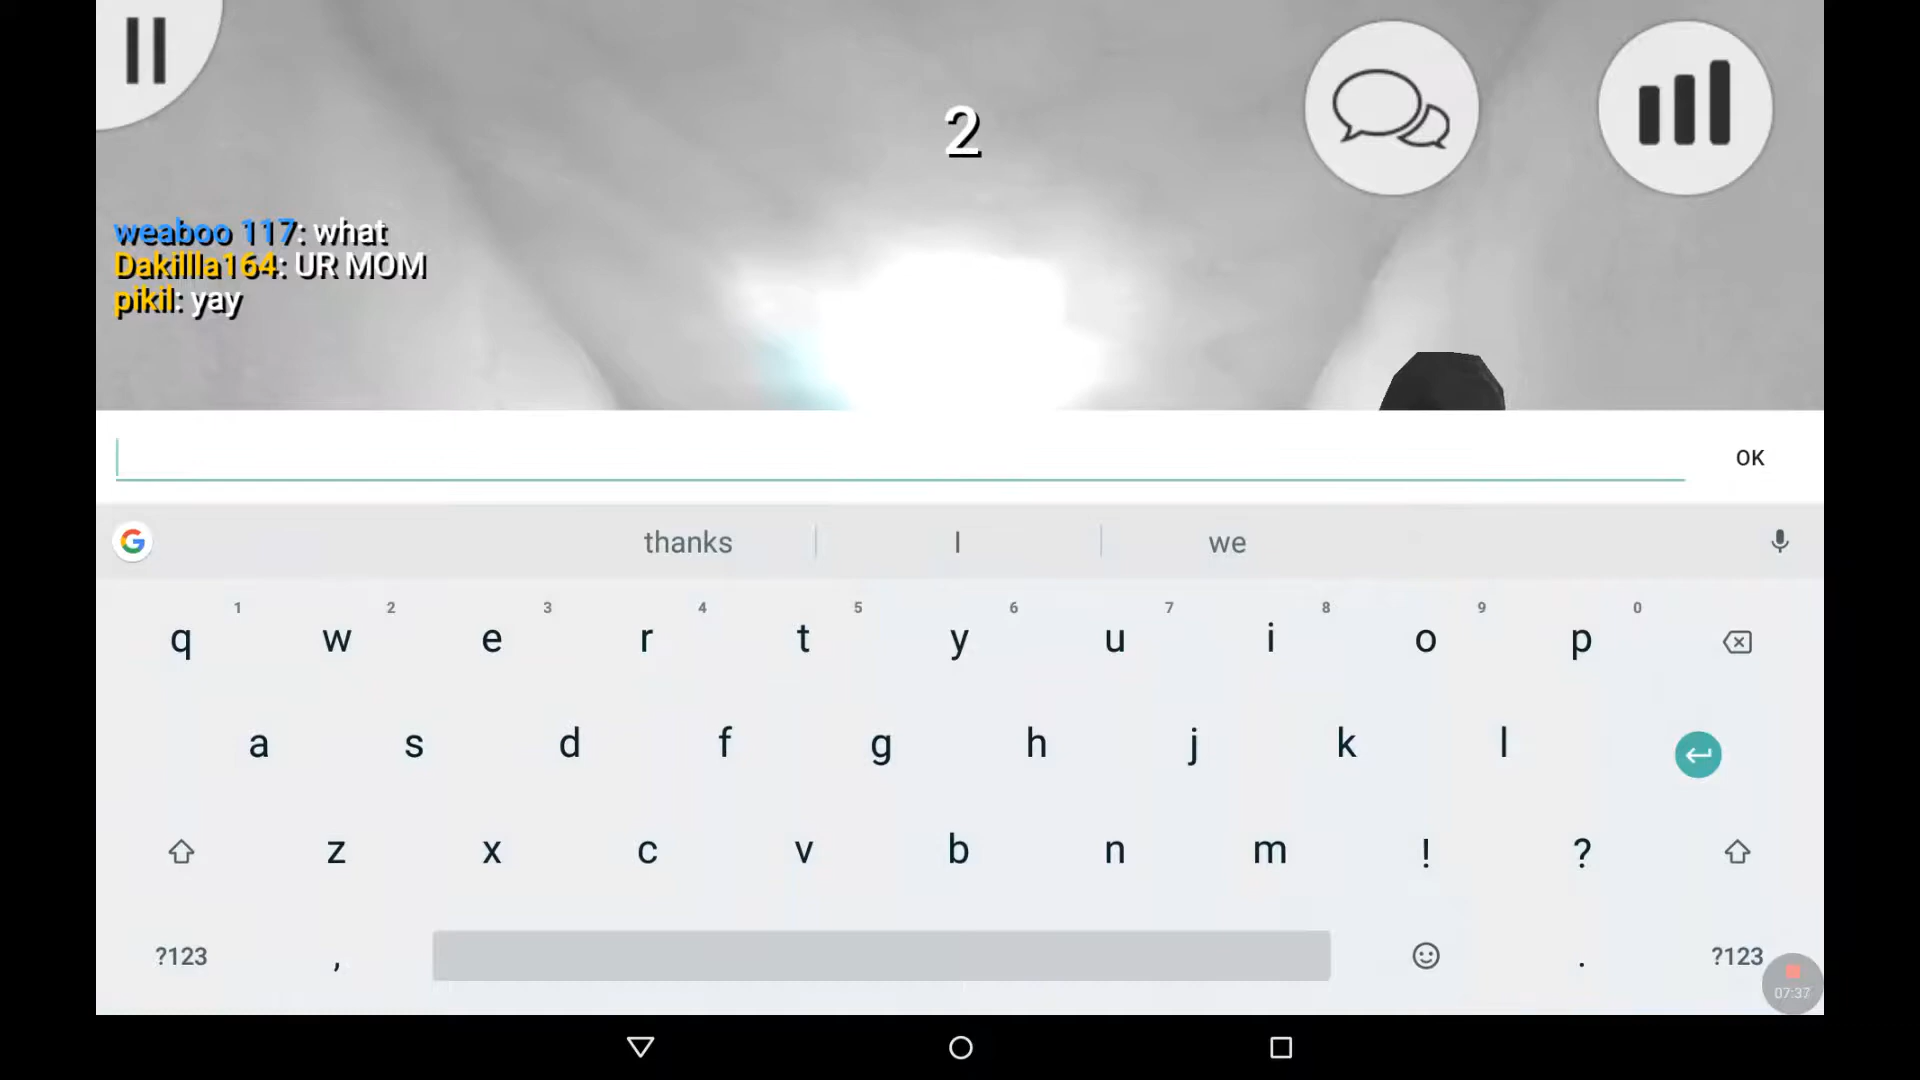 2
weaboo 117: what
Dakillla164: UR MOM
pikil: yay
OK
thanks I we
1 2 3 4 5 6 7 8 9 0
q w e r t y u i o p
a s d f g h j k l
z x c v b n m ! ?
?123 , . ?123
07:37